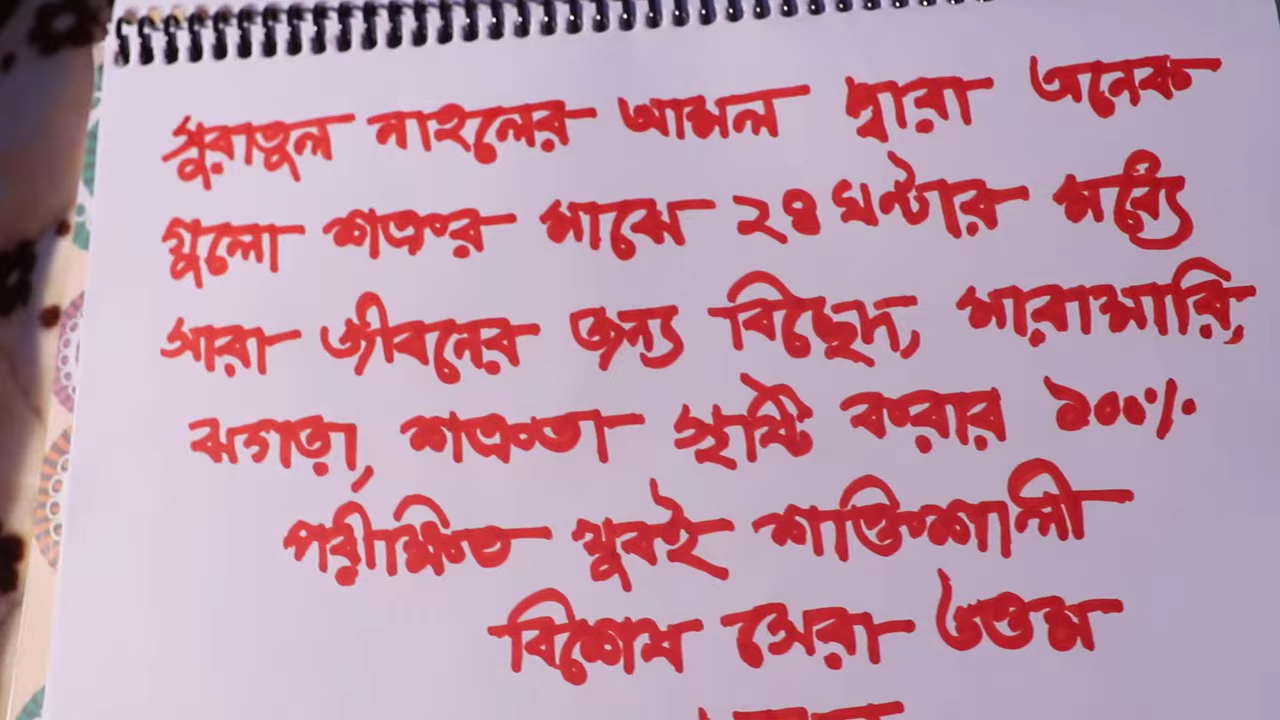 সুরাতুল নাহলের আমল দ্বারা অনেক
গুলো শত্রুর মাঝে ২৪ ঘন্টার মধ্যে
সারা জীবনের জন্য বিছেদ, মারামারি,
ঝগড়া, শত্রুতা সৃষ্টি করার ১০০%
পরীক্ষিত খুবই শক্তিশালী
বিশেষ সেরা উত্তম